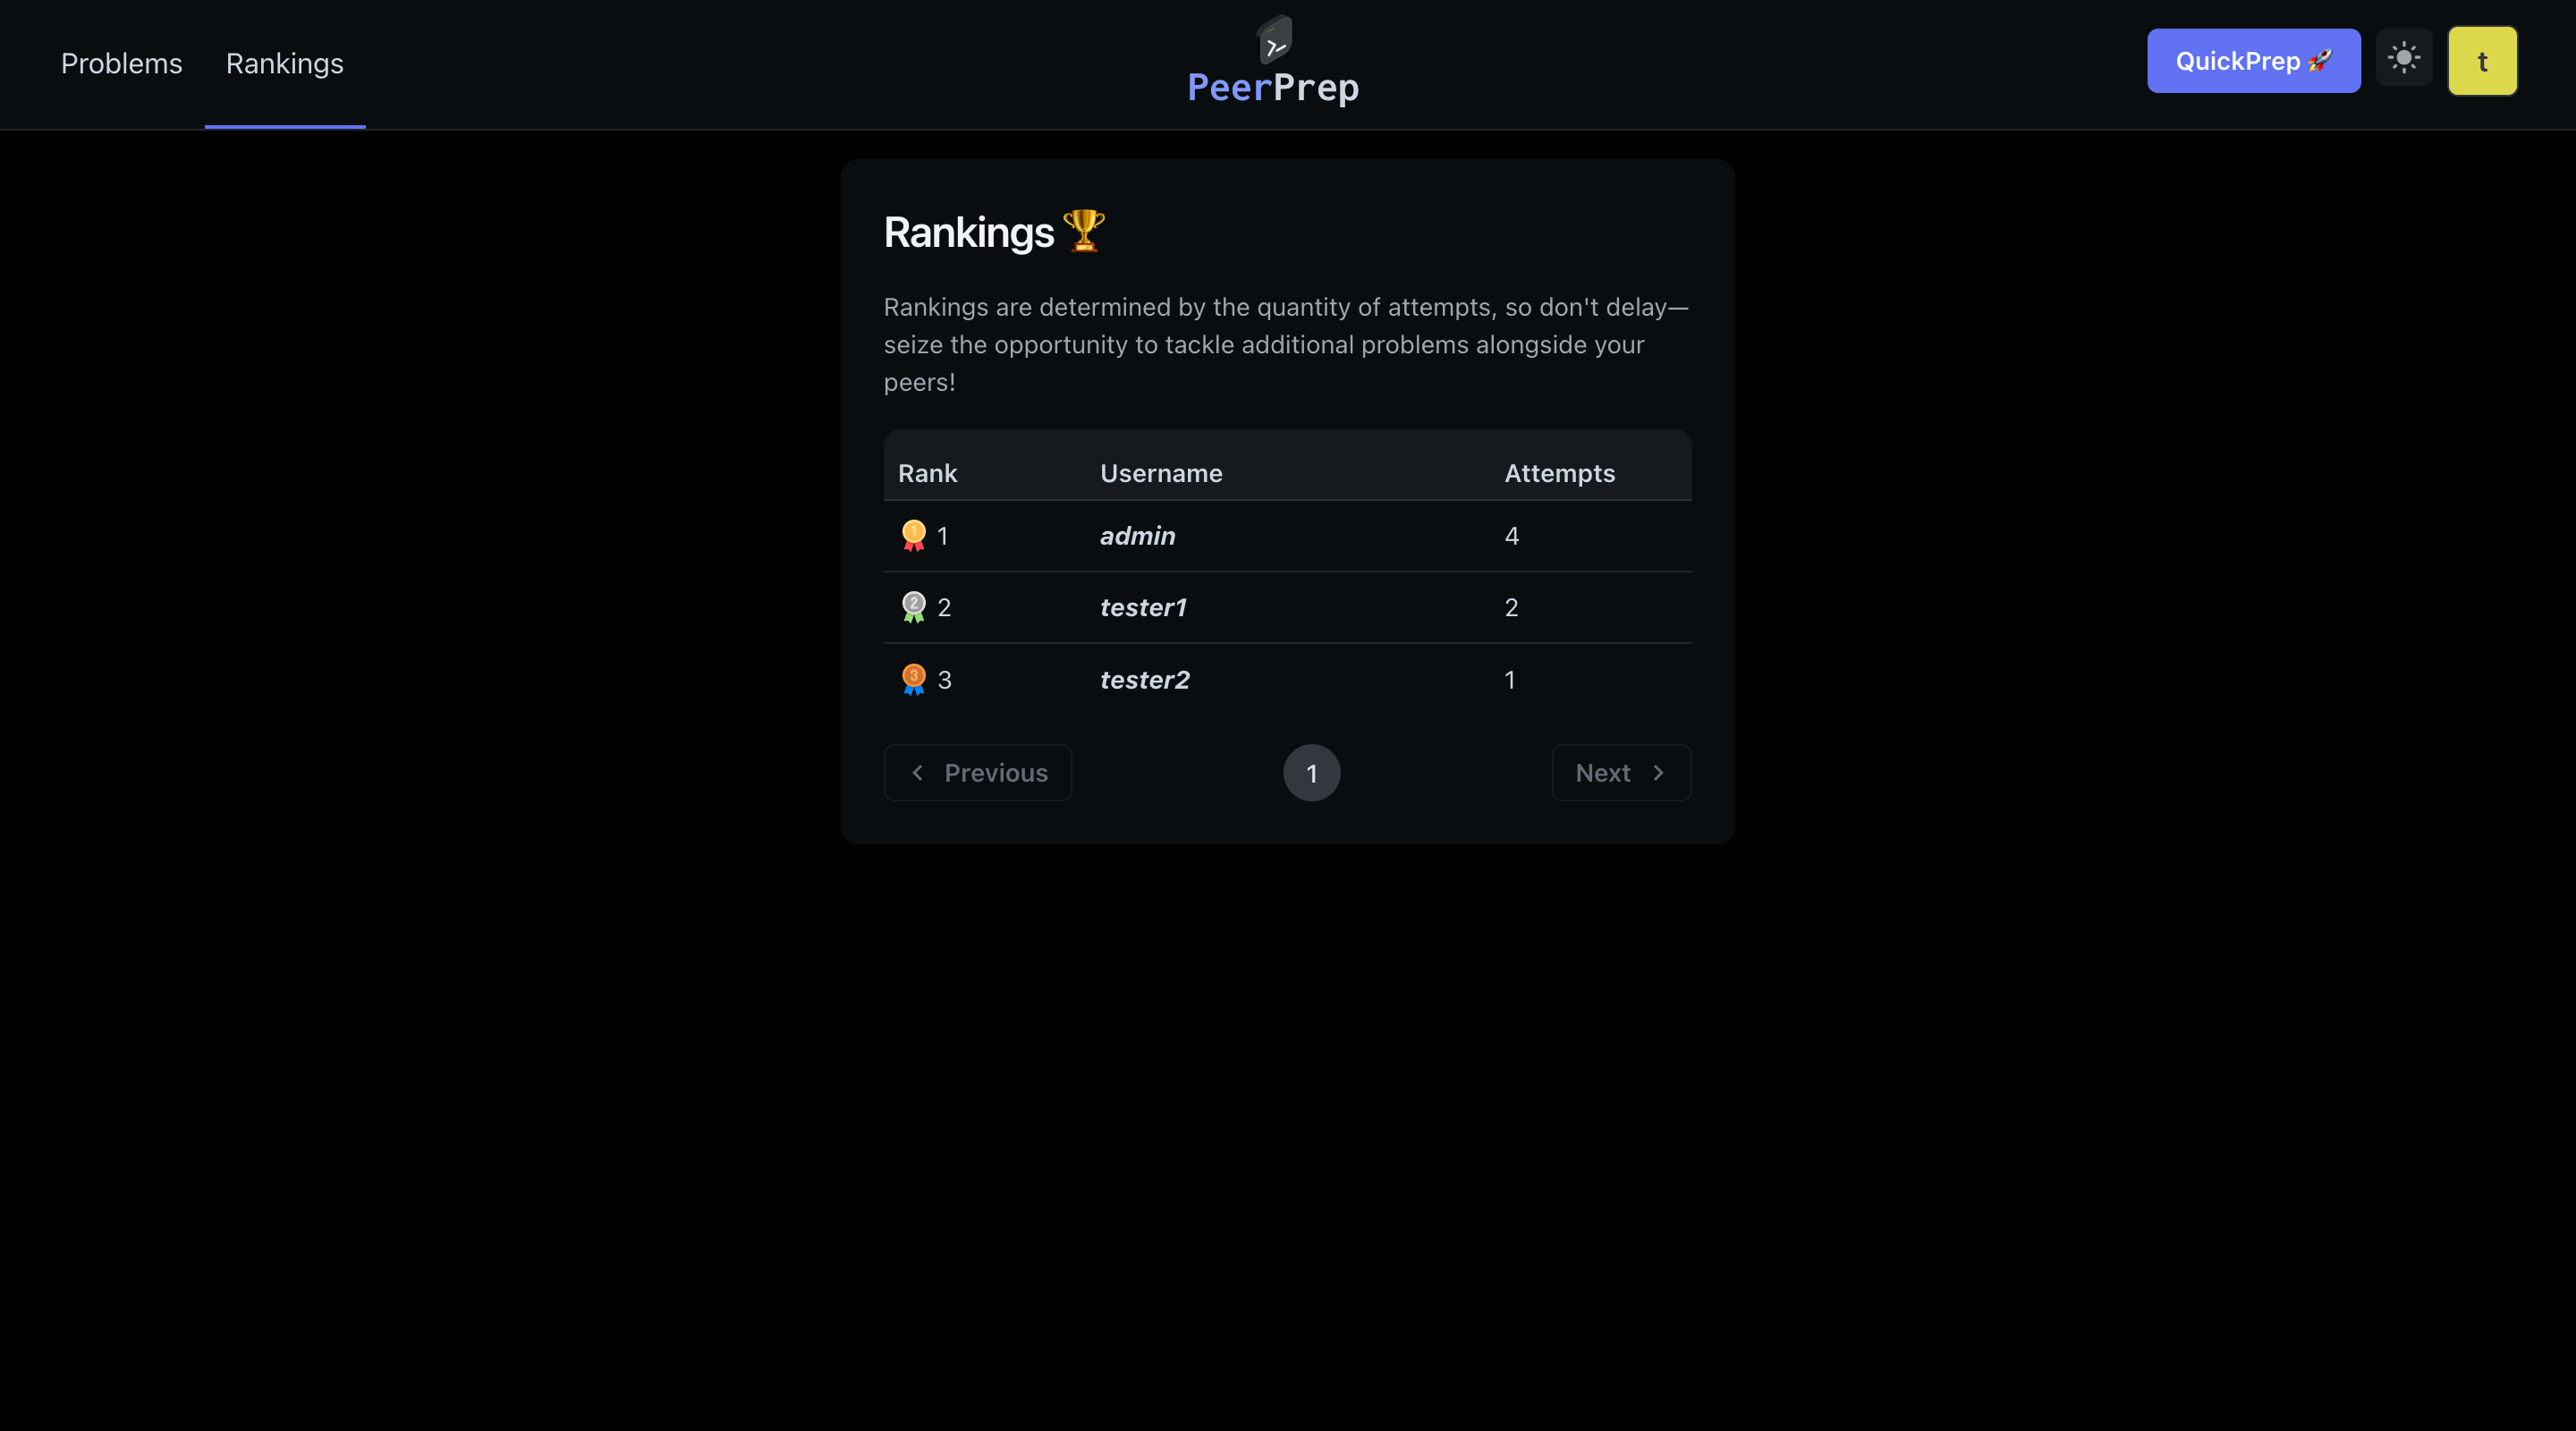 Problems Rankings
PeerPrep
QuickPrep 🚀
t
Rankings 🏆
Rankings are determined by the quantity of attempts, so don't delay—
seize the opportunity to tackle additional problems alongside your
peers!
Rank Username Attempts
🥇 1 admin 4
🥈 2 tester1 2
🥉 3 tester2 1
Previous 1 Next